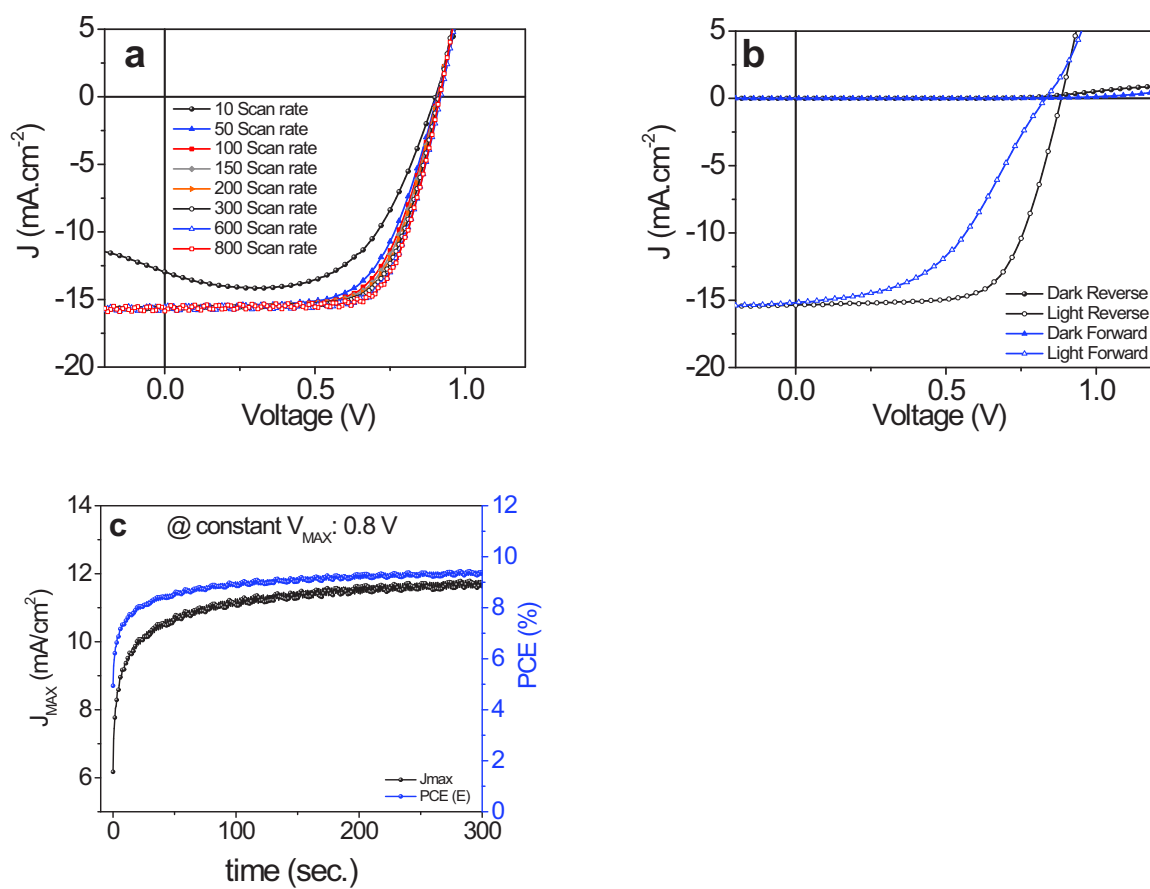 a
5
0
-5
-10
-15
-20
J (mA.cm⁻²)
10 Scan rate
50 Scan rate
100 Scan rate
150 Scan rate
200 Scan rate
300 Scan rate
600 Scan rate
800 Scan rate
0.0 0.5 1.0
Voltage (V)
b
5
0
-5
-10
-15
-20
J (mA.cm⁻²)
Dark Reverse
Light Reverse
Dark Forward
Light Forward
0.0 0.5 1.0
Voltage (V)
c
@ constant V_MAX: 0.8 V
14
12
10
8
6
J_MAX (mA/cm²)
12
10
8
6
4
2
0
PCE (%)
Jmax
PCE (E)
0 100 200 300
time (sec.)